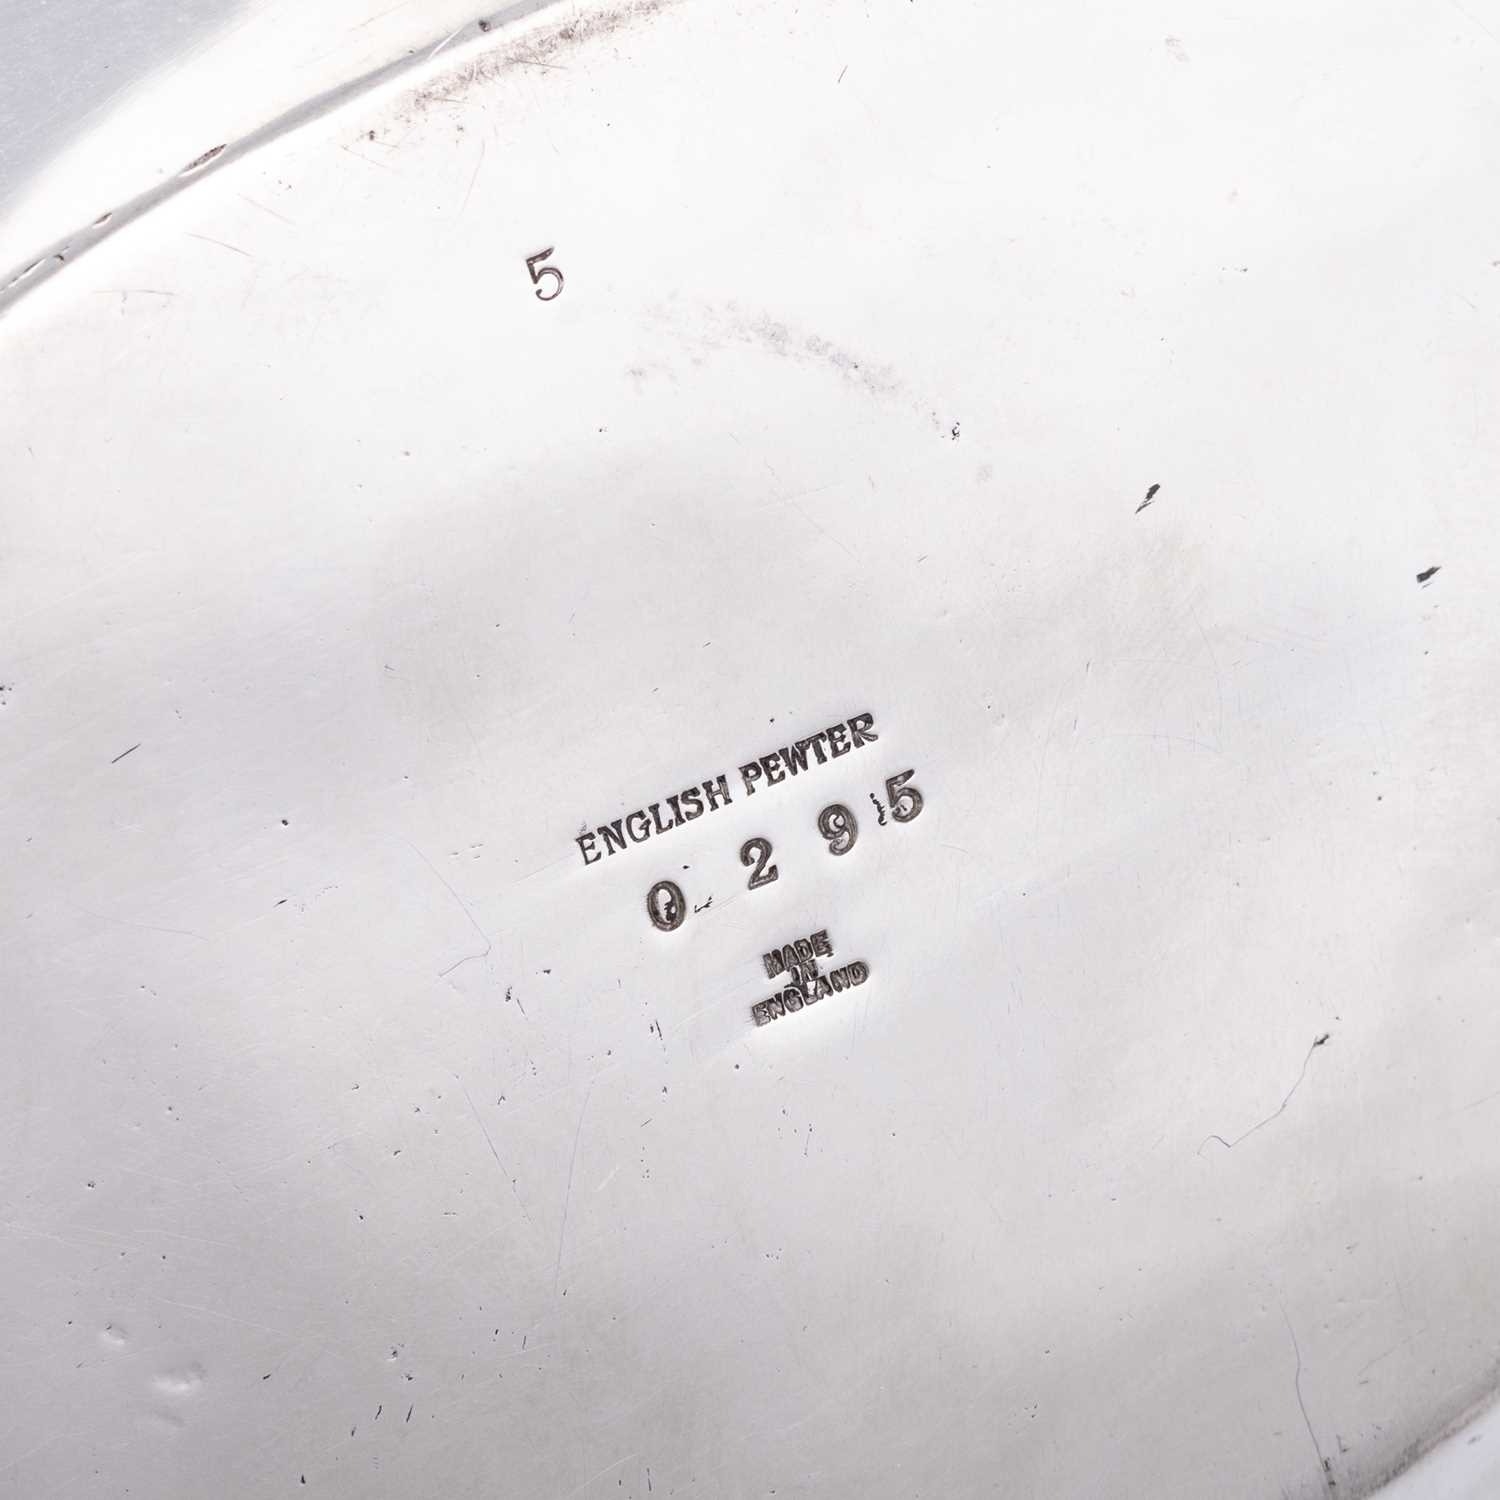 5
ENGLISH PEWTER
0 2 9 5
MADE
IN
ENGLAND